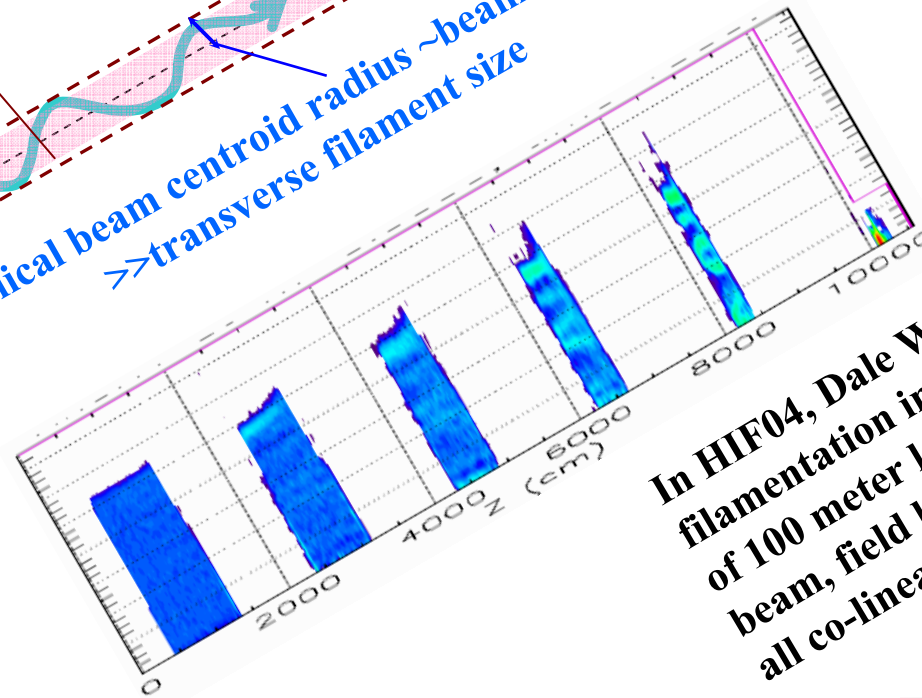 beam centroid radius ~beam
>>transverse filament size
0
2000
4000
6000
8000
10000
Z (cm)
In HIF04, Dale
filamentation in
of 100 meter
beam, field
all co-linea